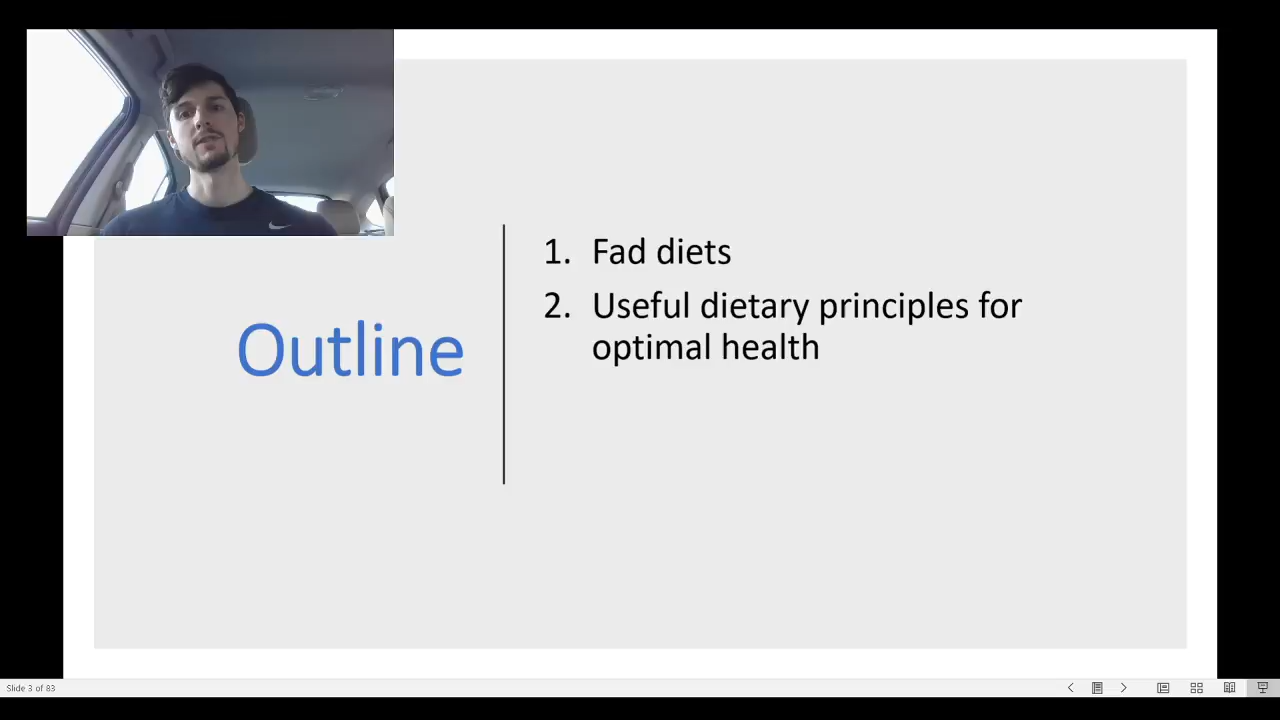 1. Fad diets
2. Useful dietary principles for
optimal health
Outline
Slide 3 of 83